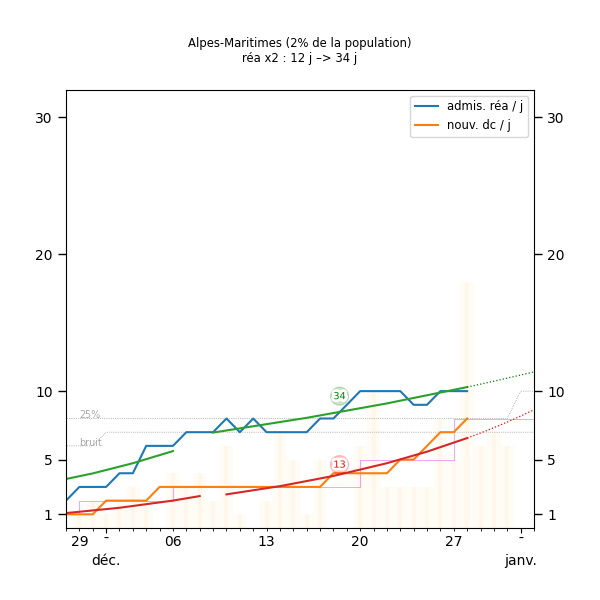 Alpes-Maritimes (2% de la population)
réa x2 : 12 j –> 34 j
admis. réa / j
nouv. dc / j
30 30
20 20
10 10
5 5
1 1
25%
bruit
34
13
29 - 06 13 20 27 -
déc. janv.